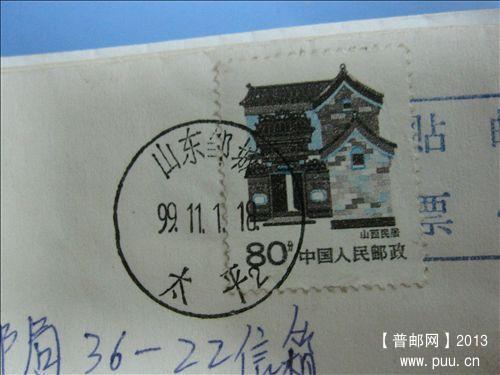 山东邹城
99.11.1.18
太平2
山西民居
80分
中国人民邮政
贴
票
邮局36-22信箱
【普邮网】2013
www.puu.cn